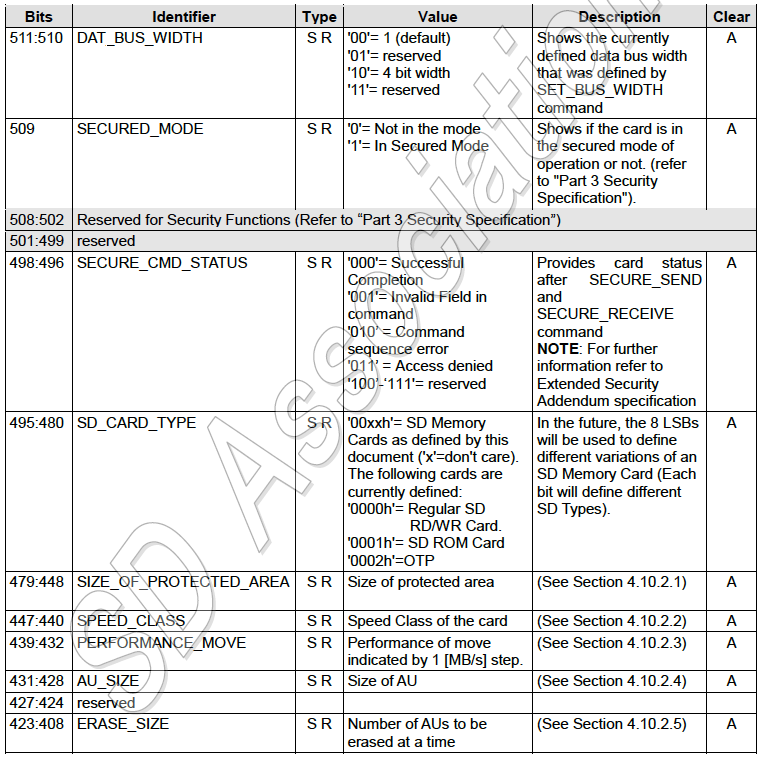 Bits Identifier Type Value Description Clear
511:510 DAT_BUS_WIDTH S R '00'= 1 (default) Shows the currently A
'01'= reserved defined data bus width
'10'= 4 bit width that was defined by
'11'= reserved SET_BUS_WIDTH
command
509 SECURED_MODE S R '0'= Not in the mode Shows if the card is in A
'1'= In Secured Mode the secured mode of
operation or not. (refer
to "Part 3 Security
Specification").
508:502 Reserved for Security Functions (Refer to “Part 3 Security Specification”)
501:499 reserved
498:496 SECURE_CMD_STATUS S R '000'= Successful Provides card status A
Completion after SECURE_SEND
'001'= Invalid Field in and
command SECURE_RECEIVE
'010’ = Command command
sequence error NOTE: For further
'011’ = Access denied information refer to
'100’-‘111'= reserved Extended Security
Addendum specification
495:480 SD_CARD_TYPE S R '00xxh'= SD Memory In the future, the 8 LSBs A
Cards as defined by this will be used to define
document ('x'=don't care). different variations of an
The following cards are SD Memory Card (Each
currently defined: bit will define different
'0000h'= Regular SD SD Types).
RD/WR Card.
'0001h'= SD ROM Card
'0002h'=OTP
479:448 SIZE_OF_PROTECTED_AREA S R Size of protected area (See Section 4.10.2.1) A
447:440 SPEED_CLASS S R Speed Class of the card (See Section 4.10.2.2) A
439:432 PERFORMANCE_MOVE S R Performance of move (See Section 4.10.2.3) A
indicated by 1 [MB/s] step.
431:428 AU_SIZE S R Size of AU (See Section 4.10.2.4) A
427:424 reserved
423:408 ERASE_SIZE S R Number of AUs to be (See Section 4.10.2.5) A
erased at a time
SD Association